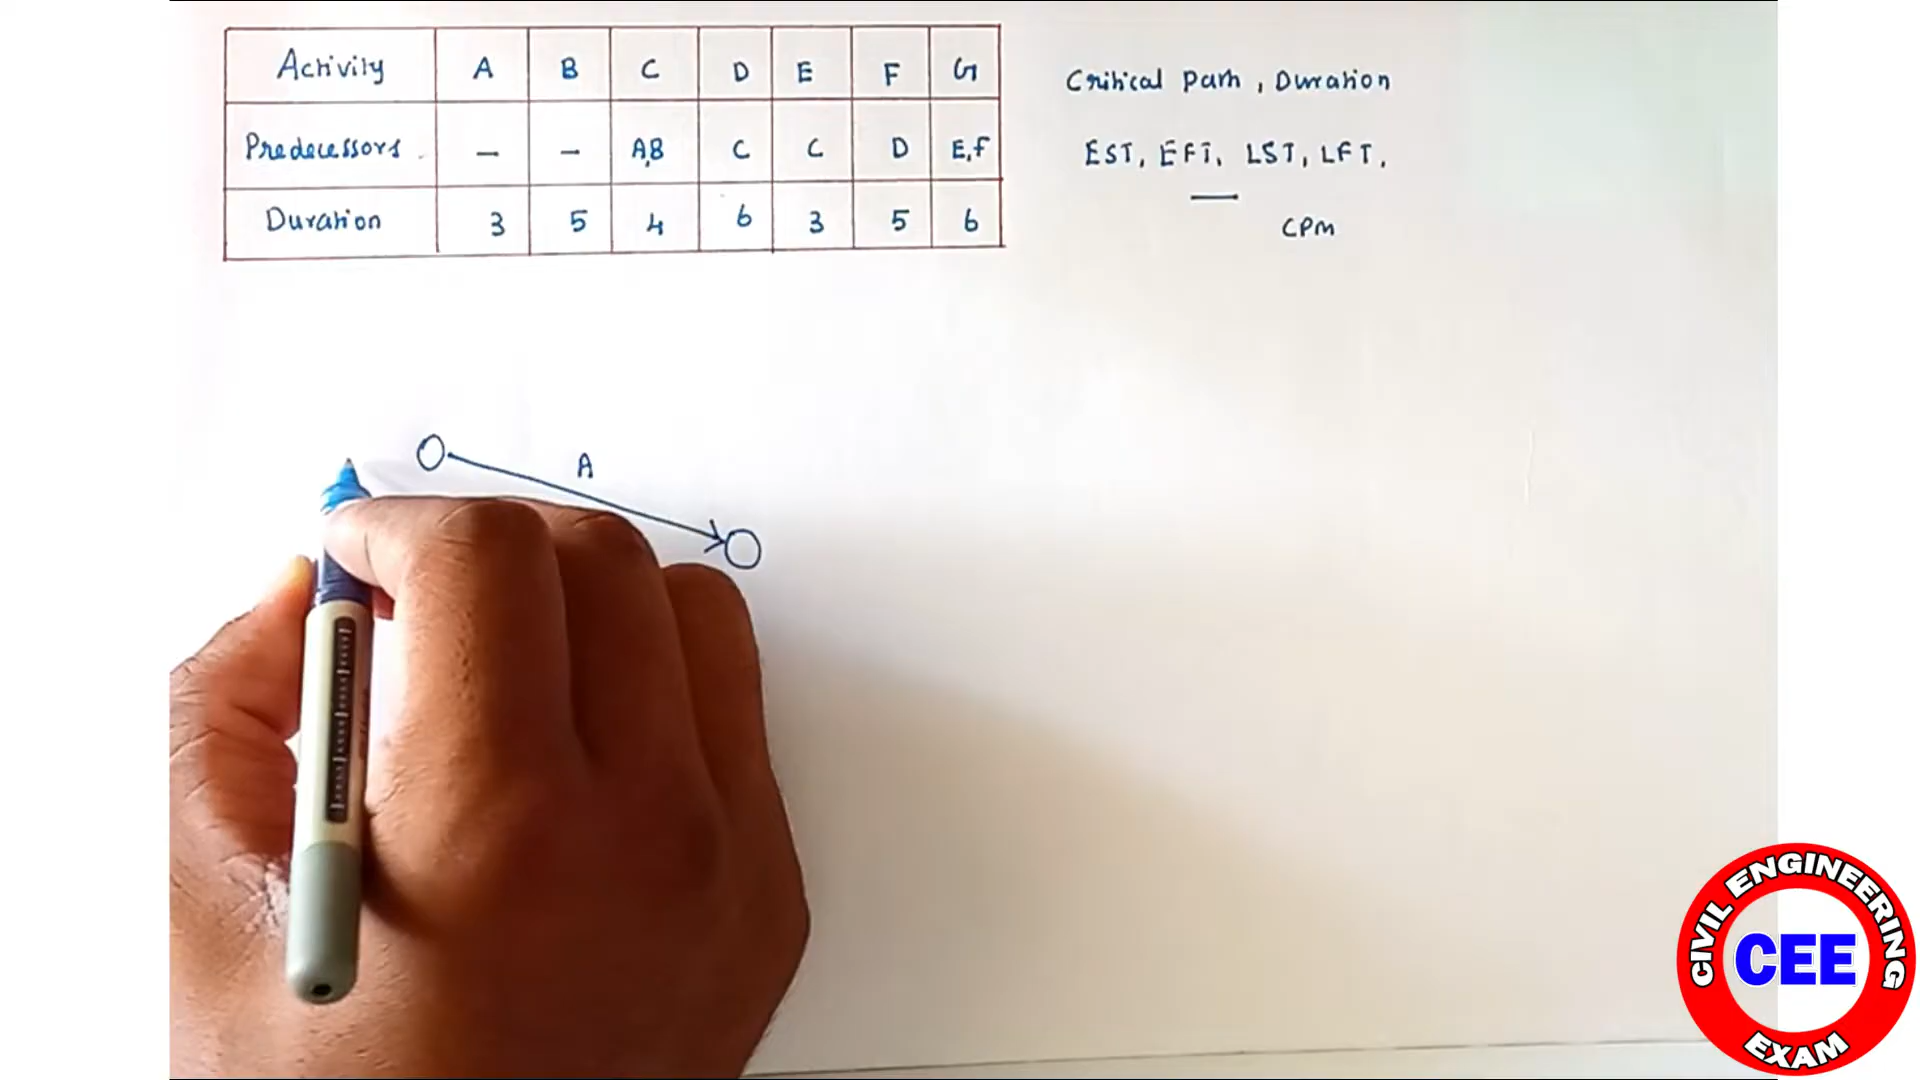 Activity A B C D E F G
Predecessors — — A,B C C D E,F
Duration 3 5 4 6 3 5 6
Critical Path, Duration
EST, EFT, LST, LFT,
CPM
A
CIVIL ENGINEERING
CEE
EXAM